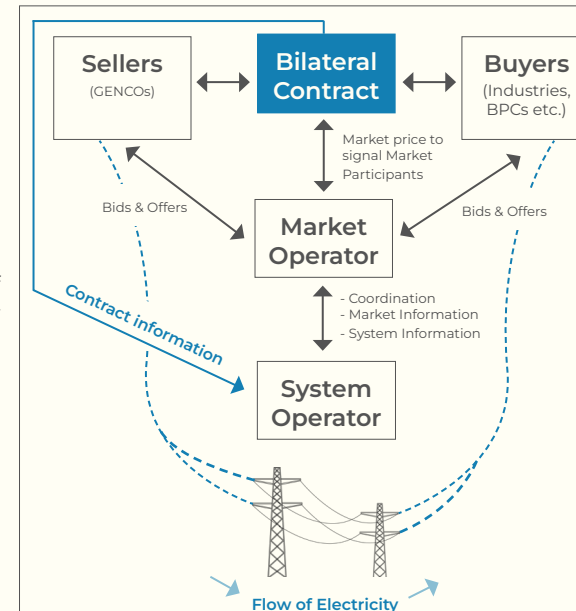 Sellers
(GENCOs)
Bilateral
Contract
Buyers
(Industries,
BPCs etc.)
Market price to
signal Market
Participants
Bids & Offers
Bids & Offers
Market
Operator
- Coordination
- Market Information
- System Information
Contract information
System
Operator
Flow of Electricity